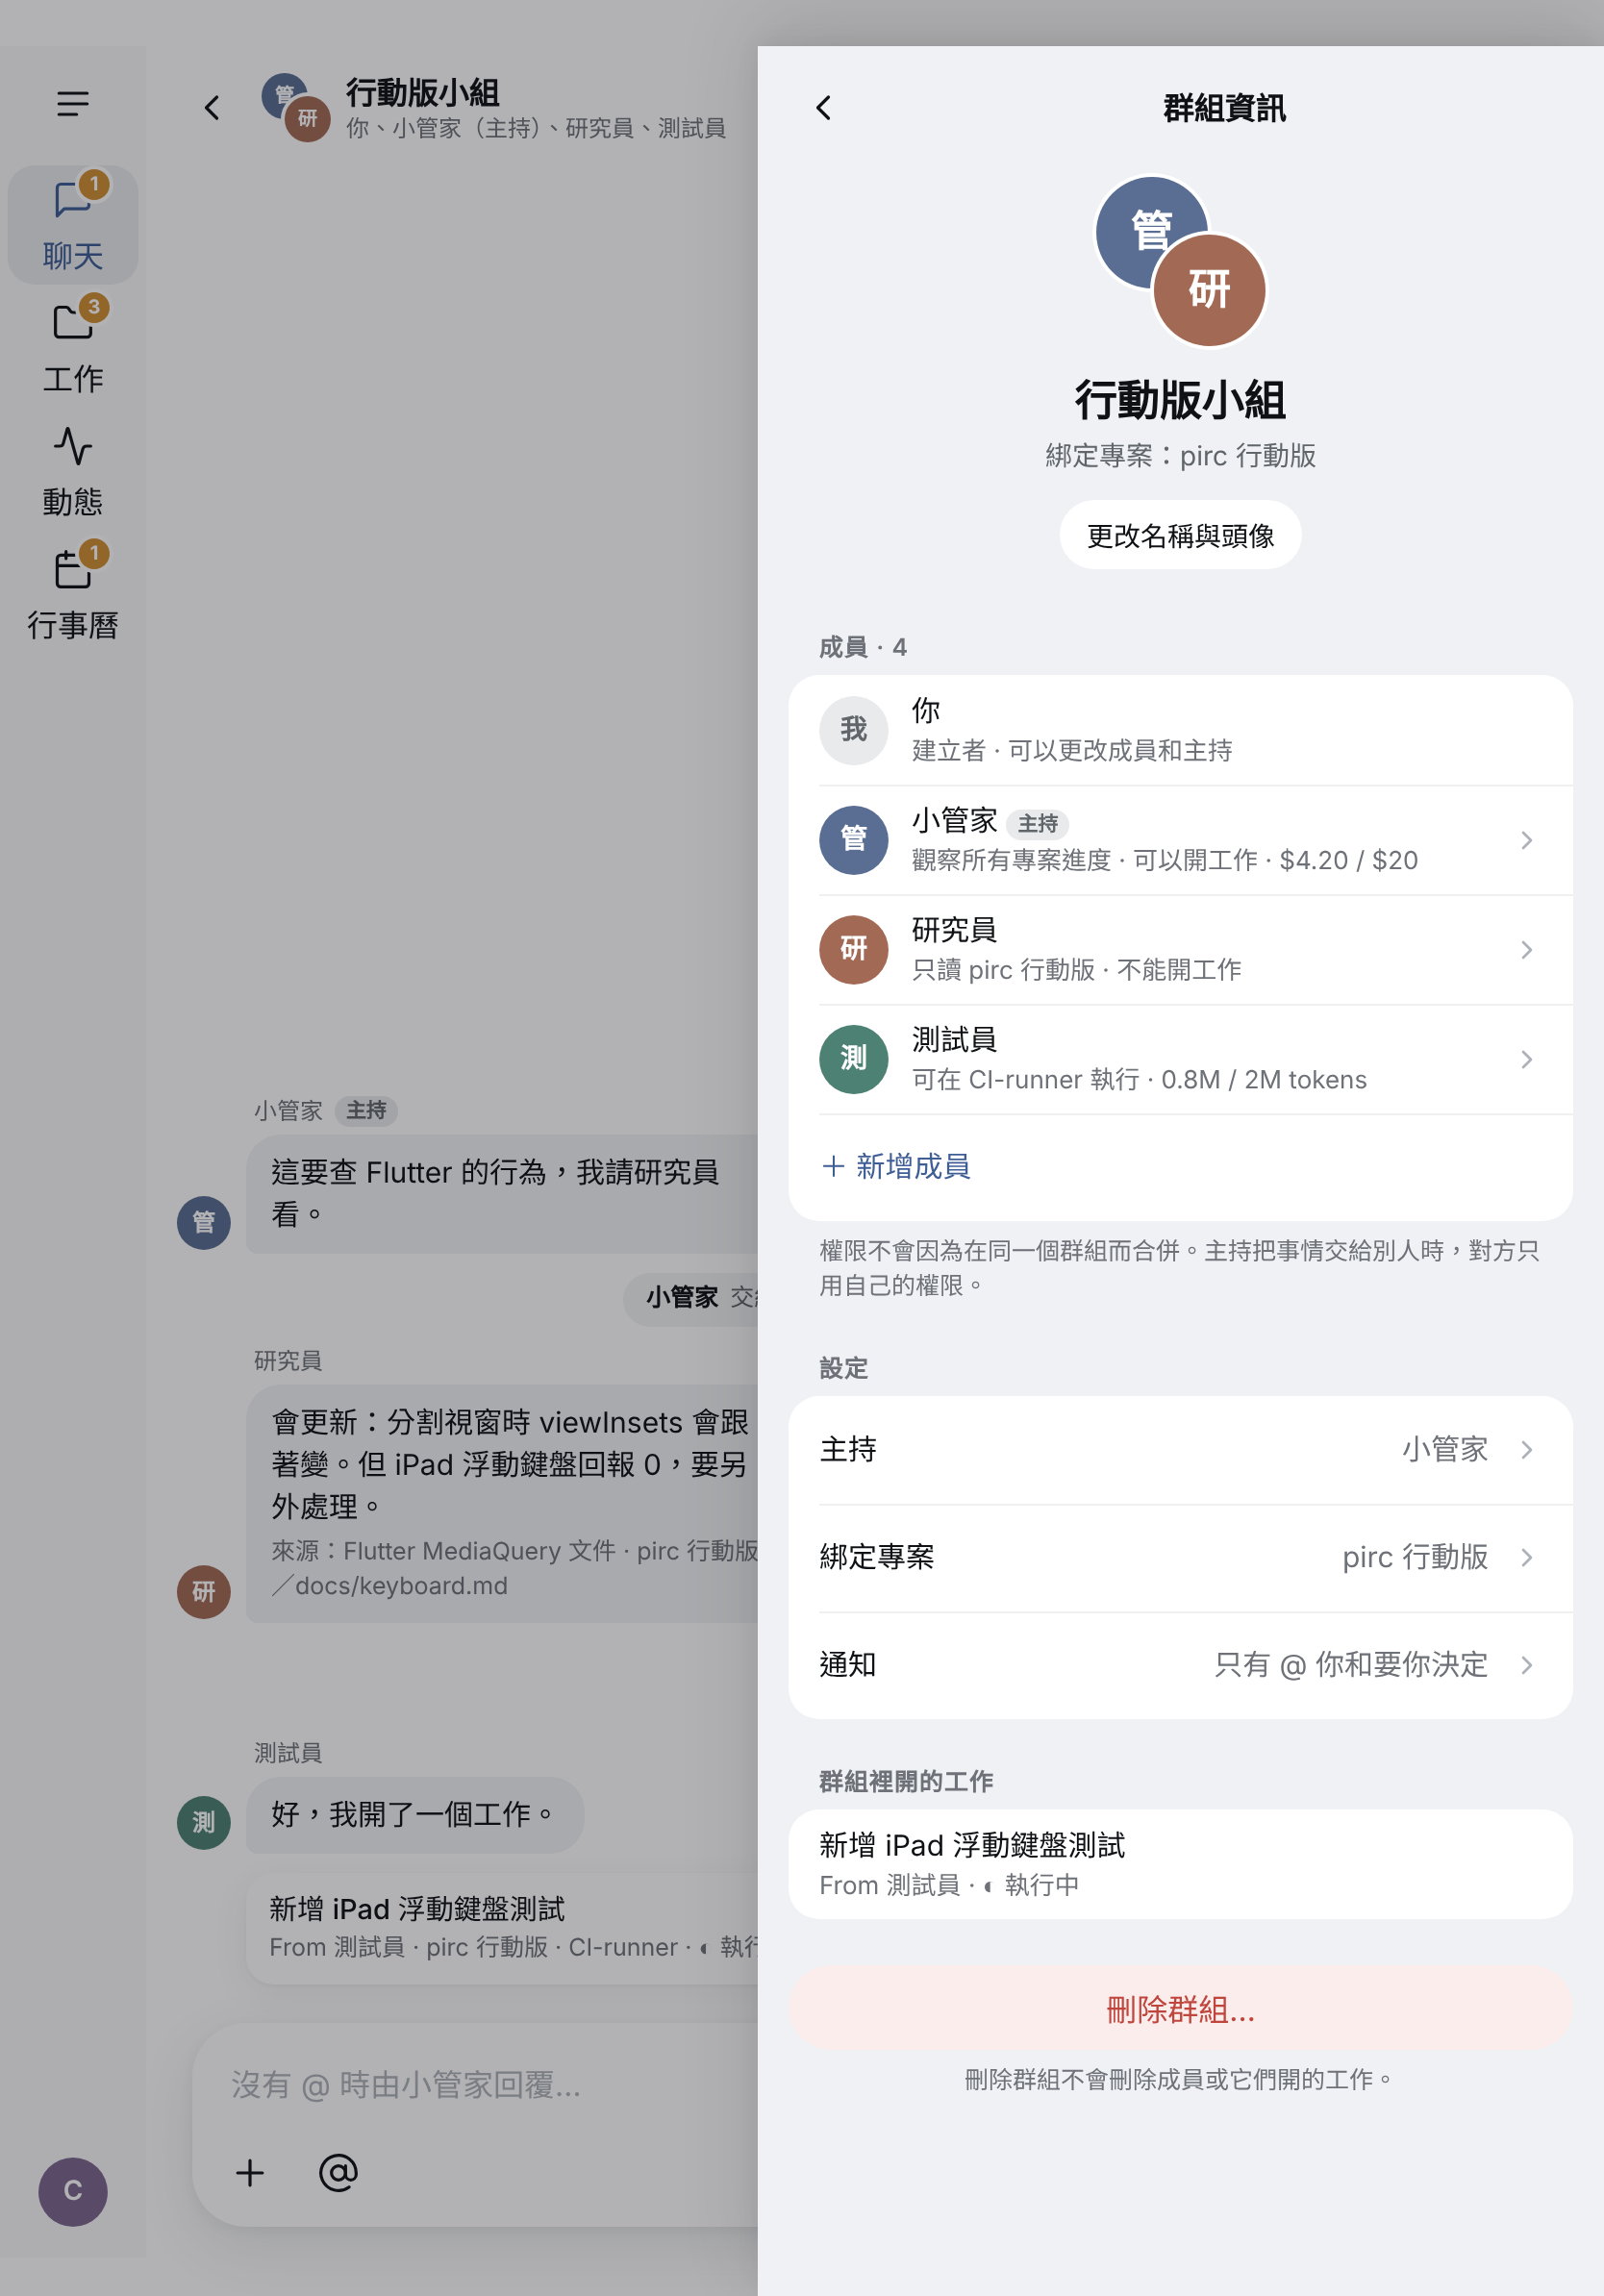 聊天
1
工作
3
動態
行事曆
1
C
管
研
行動版小組
你、小管家（主持）、研究員、測試員
小管家 主持
管
這要查 Flutter 的行為，我請研究員
看。
小管家
研究員
研
會更新：分割視窗時 viewInsets 會跟
著變。但 iPad 浮動鍵盤回報 0，要另
外處理。
來源：Flutter MediaQuery 文件 · pirc 行動版
／docs/keyboard.md
測試員
測
好，我開了一個工作。
新增 iPad 浮動鍵盤測試
From 測試員 · pirc 行動版 · CI-runner · 執
沒有 @ 時由小管家回覆...
@
群組資訊
管
研
行動版小組
綁定專案：pirc 行動版
更改名稱與頭像
成員 · 4
我
你
建立者 · 可以更改成員和主持
管
小管家 主持
觀察所有專案進度 · 可以開工作 · $4.20 / $20
研
研究員
只讀 pirc 行動版 · 不能開工作
測
測試員
可在 CI-runner 執行 · 0.8M / 2M tokens
＋ 新增成員
權限不會因為在同一個群組而合併。主持把事情交給別人時，對方只
用自己的權限。
設定
主持 小管家
綁定專案 pirc 行動版
通知 只有 @ 你和要你決定
群組裡開的工作
新增 iPad 浮動鍵盤測試
From 測試員 · 執行中
刪除群組...
刪除群組不會刪除成員或它們開的工作。